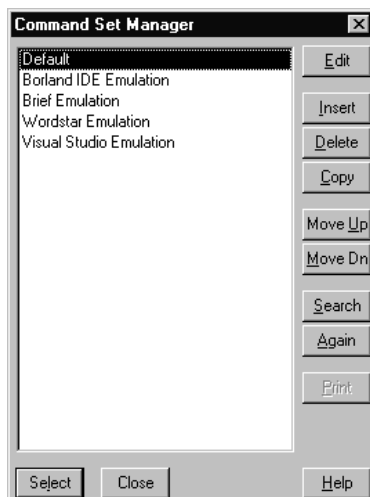 Command Set Manager
Default
Borland IDE Emulation
Brief Emulation
Wordstar Emulation
Visual Studio Emulation
Edit
Insert
Delete
Copy
Move Up
Move Dn
Search
Again
Print
Select
Close
Help